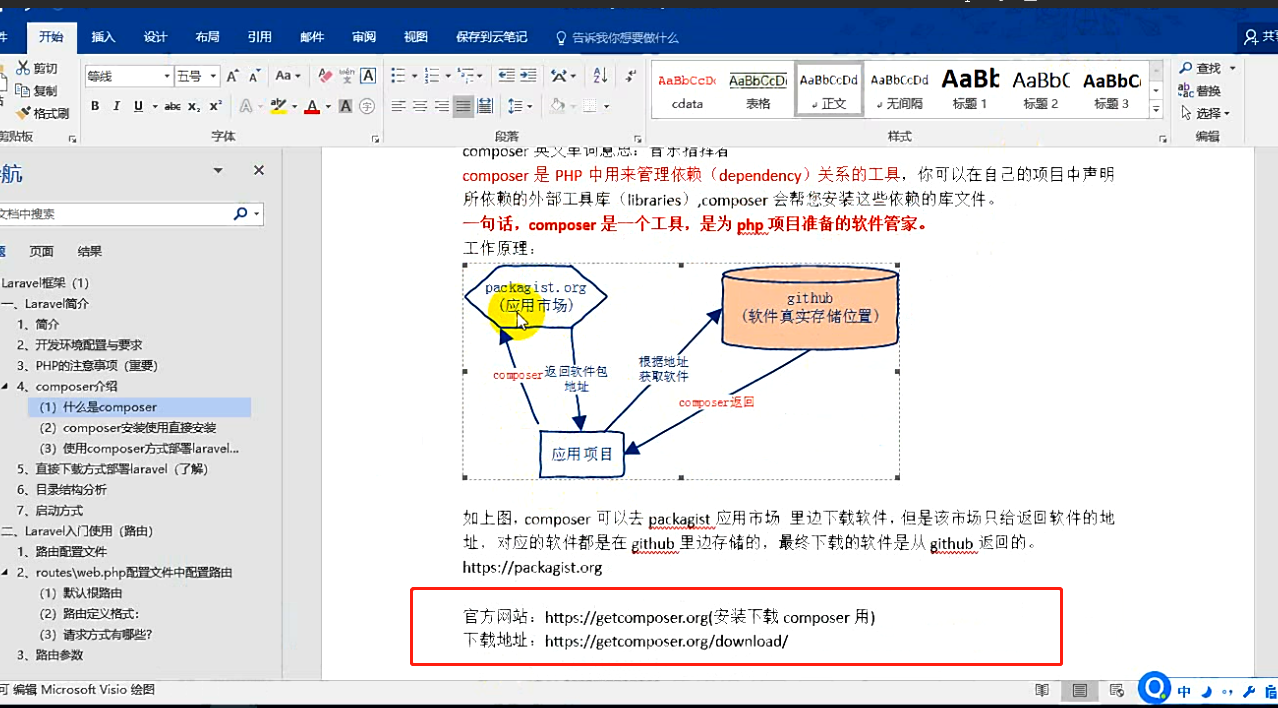 件 开始 插入 设计 布局 引用 邮件 审阅 视图 保存到云笔记 告诉我你想要做什么
剪切
复制
格式刷
剪贴板
等线 五号
字体
段落
AaBbCcDc AaBbCcDi AaBbCcDd AaBbCcDd AaBb AaBbC AaBbC
cdata 表格 正文 无间隔 标题 1 标题 2 标题 3
样式
查找
替换
选择
编辑
航
文档中搜索
页面 结果
Laravel框架（1）
一、Laravel简介
1、简介
2、开发环境配置与要求
3、PHP的注意事项（重要）
4、composer介绍
（1）什么是composer
（2）composer安装使用直接安装
（3）使用composer方式部署laravel...
5、直接下载方式部署laravel（了解）
6、目录结构分析
7、启动方式
二、Laravel入门使用（路由）
1、路由配置文件
2、routes\web.php配置文件中配置路由
（1）默认根路由
（2）路由定义格式：
（3）请求方式有哪些?
3、路由参数
composer 英文单词意思：音乐指挥者
composer 是 PHP 中用来管理依赖（dependency）关系的工具，你可以在自己的项目中声明
所依赖的外部工具库（libraries）,composer 会帮您安装这些依赖的库文件。
一句话，composer 是一个工具，是为 php 项目准备的软件管家。
工作原理：
packagist.org
（应用市场）
github
（软件真实存储位置）
composer
返回软件包
地址
根据地址
获取软件
composer返回
应用项目
如上图，composer 可以去 packagist 应用市场 里边下载软件，但是该市场只给返回软件的地
址，对应的软件都是在 github 里边存储的，最终下载的软件是从 github 返回的。
https://packagist.org
官方网站：https://getcomposer.org(安装下载 composer 用)
下载地址：https://getcomposer.org/download/
可 编辑 Microsoft Visio 绘图
中